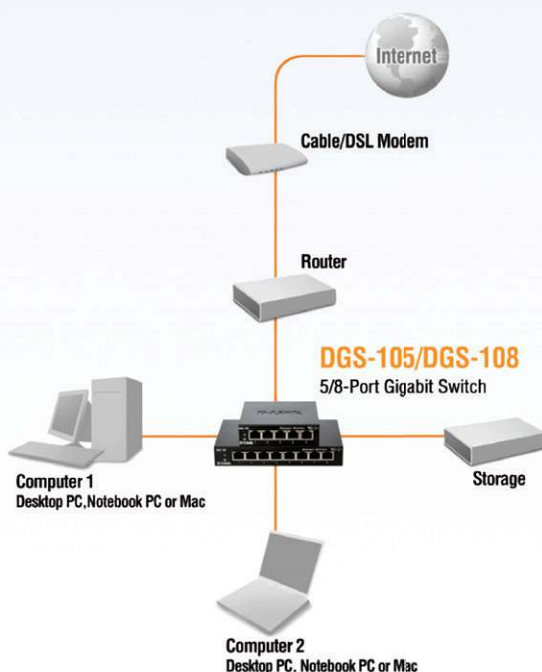 Internet
Cable/DSL Modem
Router
DGS-105/DGS-108
5/8-Port Gigabit Switch
Computer 1
Desktop PC,Notebook PC or Mac
Storage
Computer 2
Desktop PC, Notebook PC or Mac